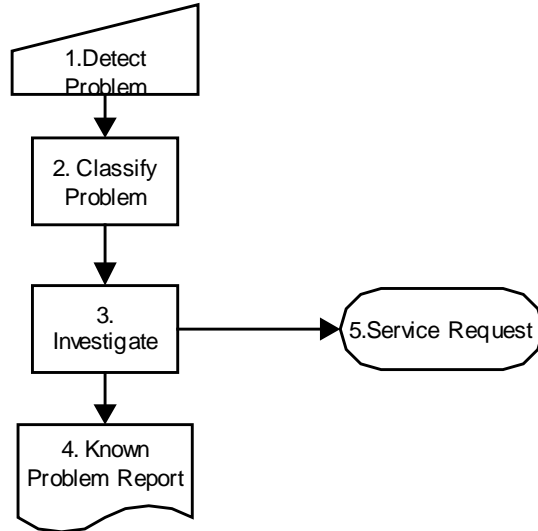 1.Detect
Problem
2. Classify
Problem
3.
Investigate
5.Service Request
4. Known
Problem Report